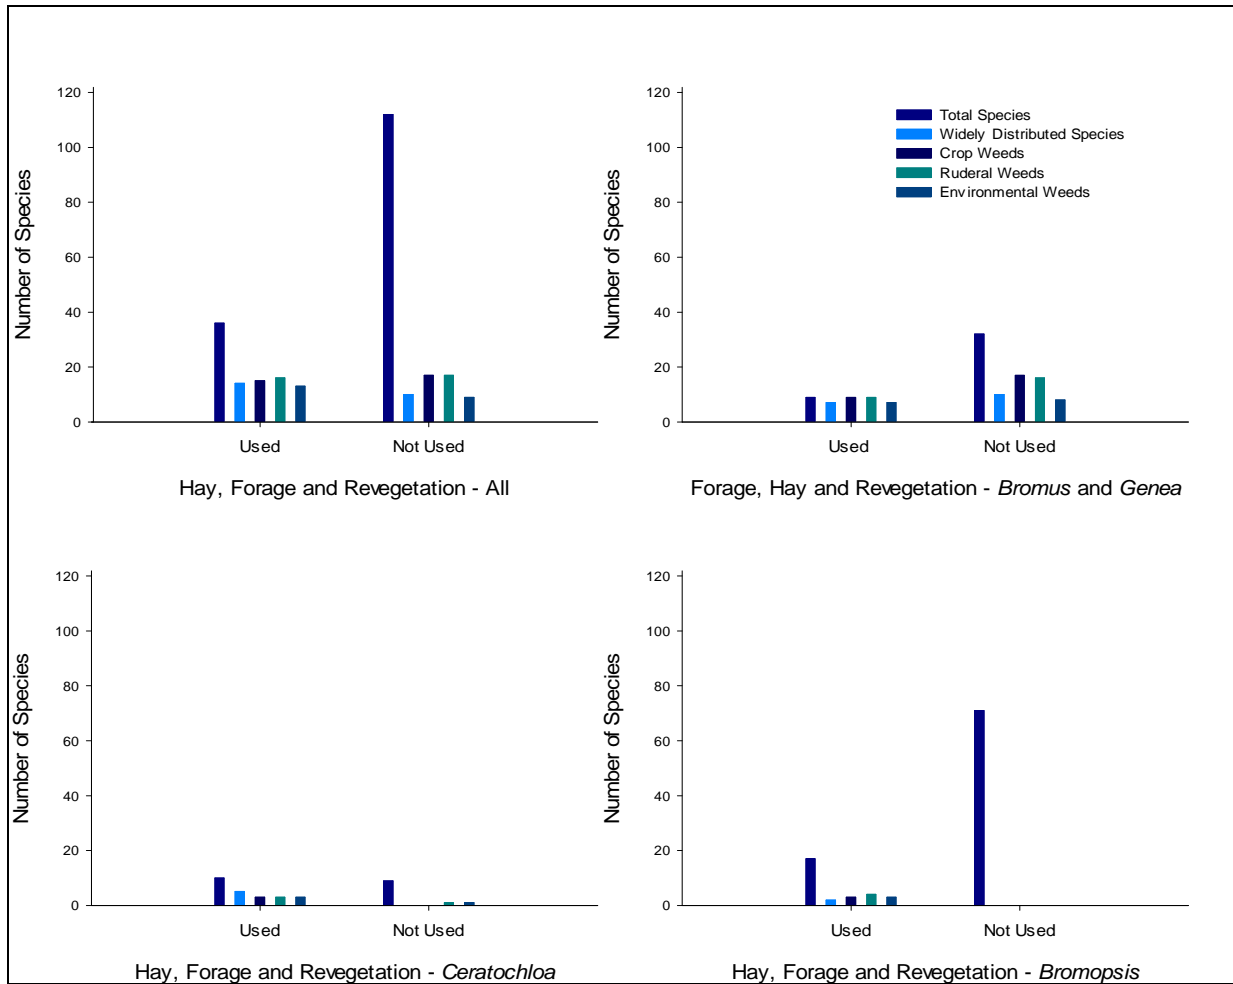 120
100
80
60
40
20
0
Number of Species
Used
Not Used
Hay, Forage and Revegetation - All
120
100
80
60
40
20
0
Number of Species
Total Species
Widely Distributed Species
Crop Weeds
Ruderal Weeds
Environmental Weeds
Used
Not Used
Forage, Hay and Revegetation - Bromus and Genea
120
100
80
60
40
20
0
Number of Species
Used
Not Used
Hay, Forage and Revegetation - Ceratochloa
120
100
80
60
40
20
0
Number of Species
Used
Not Used
Hay, Forage and Revegetation - Bromopsis